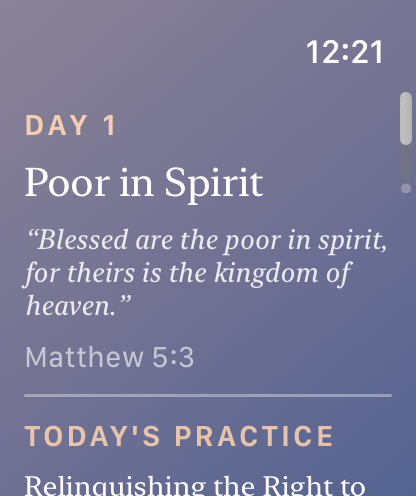 12:21
DAY 1
Poor in Spirit
“Blessed are the poor in spirit,
for theirs is the kingdom of
heaven.”
Matthew 5:3
TODAY'S PRACTICE
Relinquishing the Right to